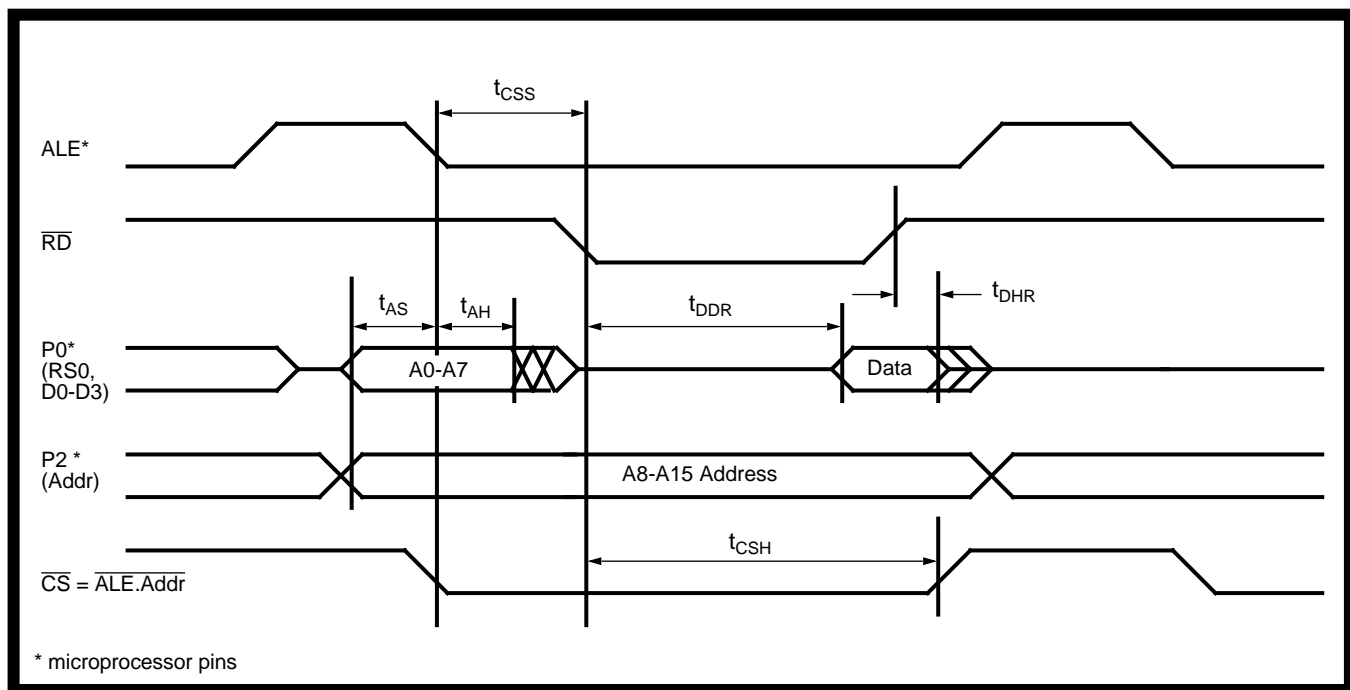 tCSS
ALE*
RD
tAS
tAH
tDDR
tDHR
P0*
(RS0,
D0-D3)
A0-A7
Data
P2 *
(Addr)
A8-A15 Address
tCSH
CS = ALE.Addr
* microprocessor pins